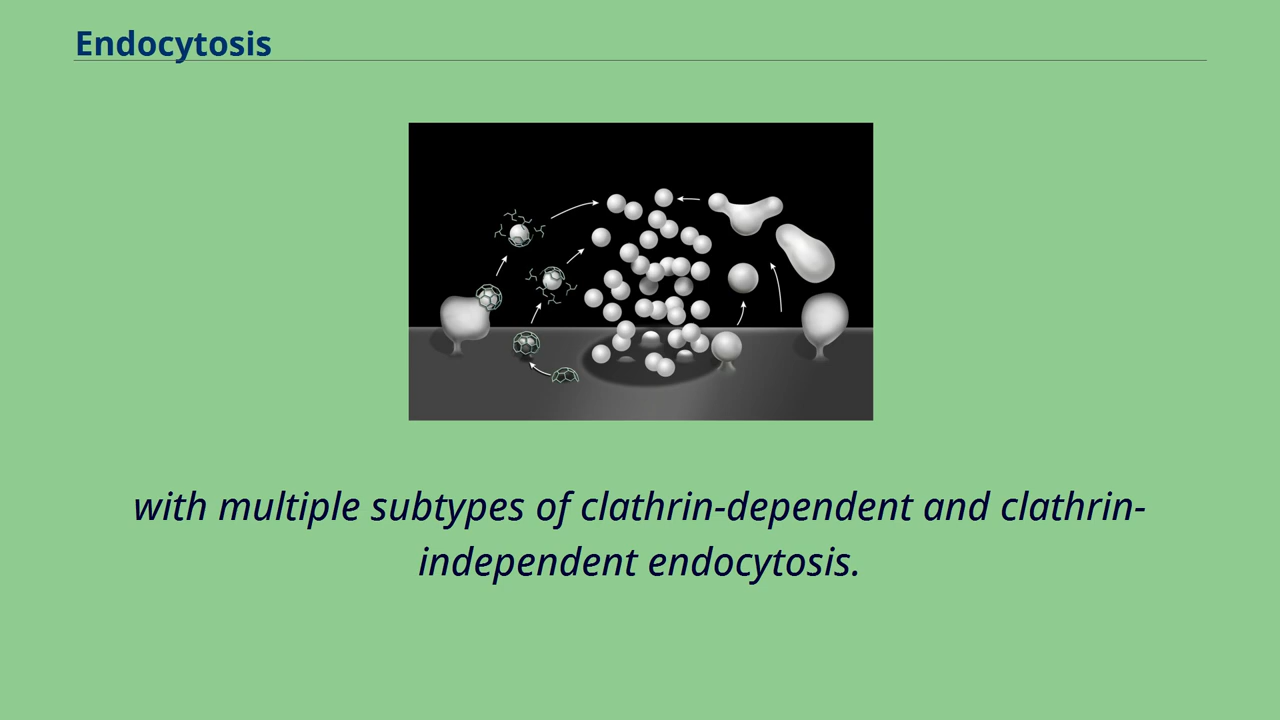 Endocytosis
with multiple subtypes of clathrin-dependent and clathrin-
independent endocytosis.